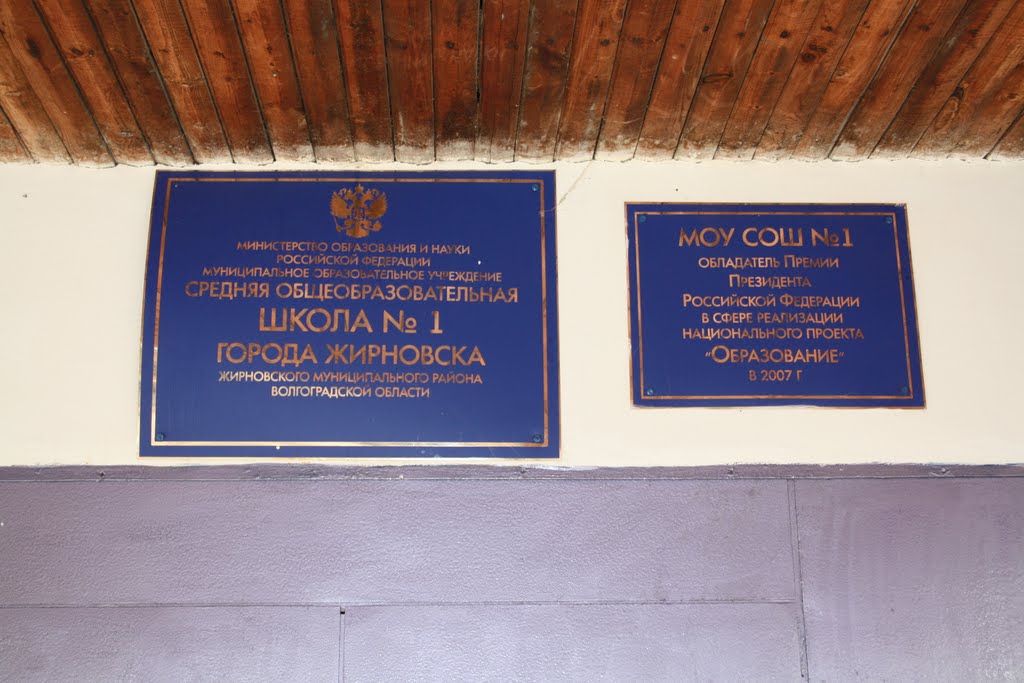 МИНИСТЕРСТВО ОБРАЗОВАНИЯ И НАУКИ
РОССИЙСКОЙ ФЕДЕРАЦИИ
МУНИЦИПАЛЬНОЕ ОБРАЗОВАТЕЛЬНОЕ УЧРЕЖДЕНИЕ
СРЕДНЯЯ ОБЩЕОБРАЗОВАТЕЛЬНАЯ
ШКОЛА № 1
ГОРОДА ЖИРНОВСКА
ЖИРНОВСКОГО МУНИЦИПАЛЬНОГО РАЙОНА
ВОЛГОГРАДСКОЙ ОБЛАСТИ
МОУ СОШ №1
ОБЛАДАТЕЛЬ ПРЕМИИ
ПРЕЗИДЕНТА
РОССИЙСКОЙ ФЕДЕРАЦИИ
В СФЕРЕ РЕАЛИЗАЦИИ
НАЦИОНАЛЬНОГО ПРОЕКТА
"ОБРАЗОВАНИЕ"
В 2007 Г